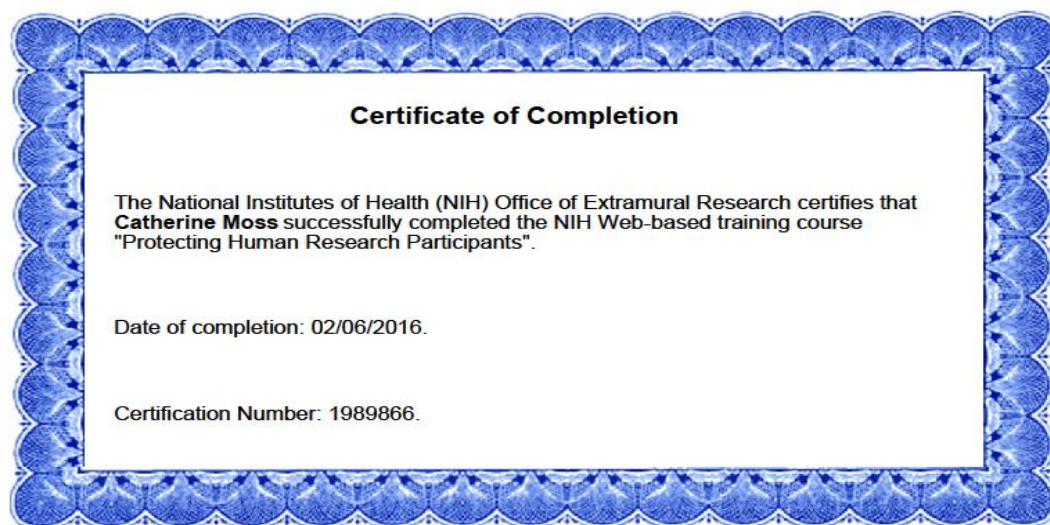 Certificate of Completion
The National Institutes of Health (NIH) Office of Extramural Research certifies that
Catherine Moss successfully completed the NIH Web-based training course
"Protecting Human Research Participants".
Date of completion: 02/06/2016.
Certification Number: 1989866.